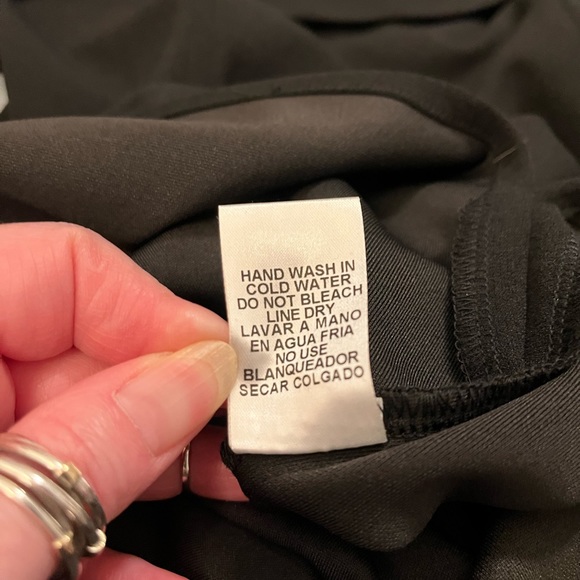 HAND WASH IN
COLD WATER
DO NOT BLEACH
LINE DRY
LAVAR A MANO
EN AGUA FRIA
NO USE
BLANQUEADOR
SECAR COLGADO